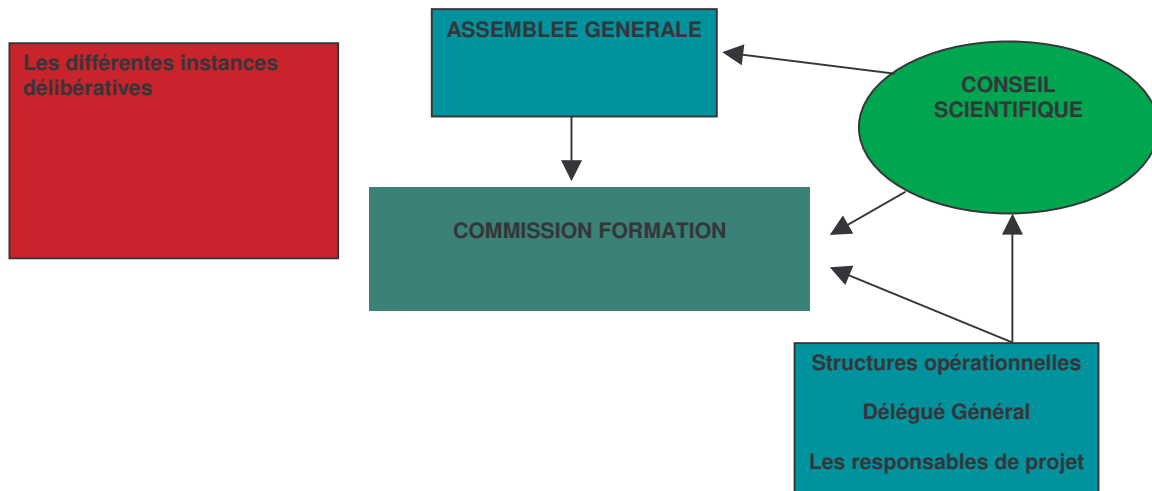 Les différentes instances
délibératives
ASSEMBLEE GENERALE
CONSEIL
SCIENTIFIQUE
COMMISSION FORMATION
Structures opérationnelles
Délégué Général
Les responsables de projet